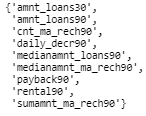 {'amnt_loans30',
'amnt_loans90',
'cnt_ma_rech90',
'daily_decr90',
'medianamnt_loans90',
'medianamnt_ma_rech90',
'payback90',
'rental90',
'sumamnt_ma_rech90'}